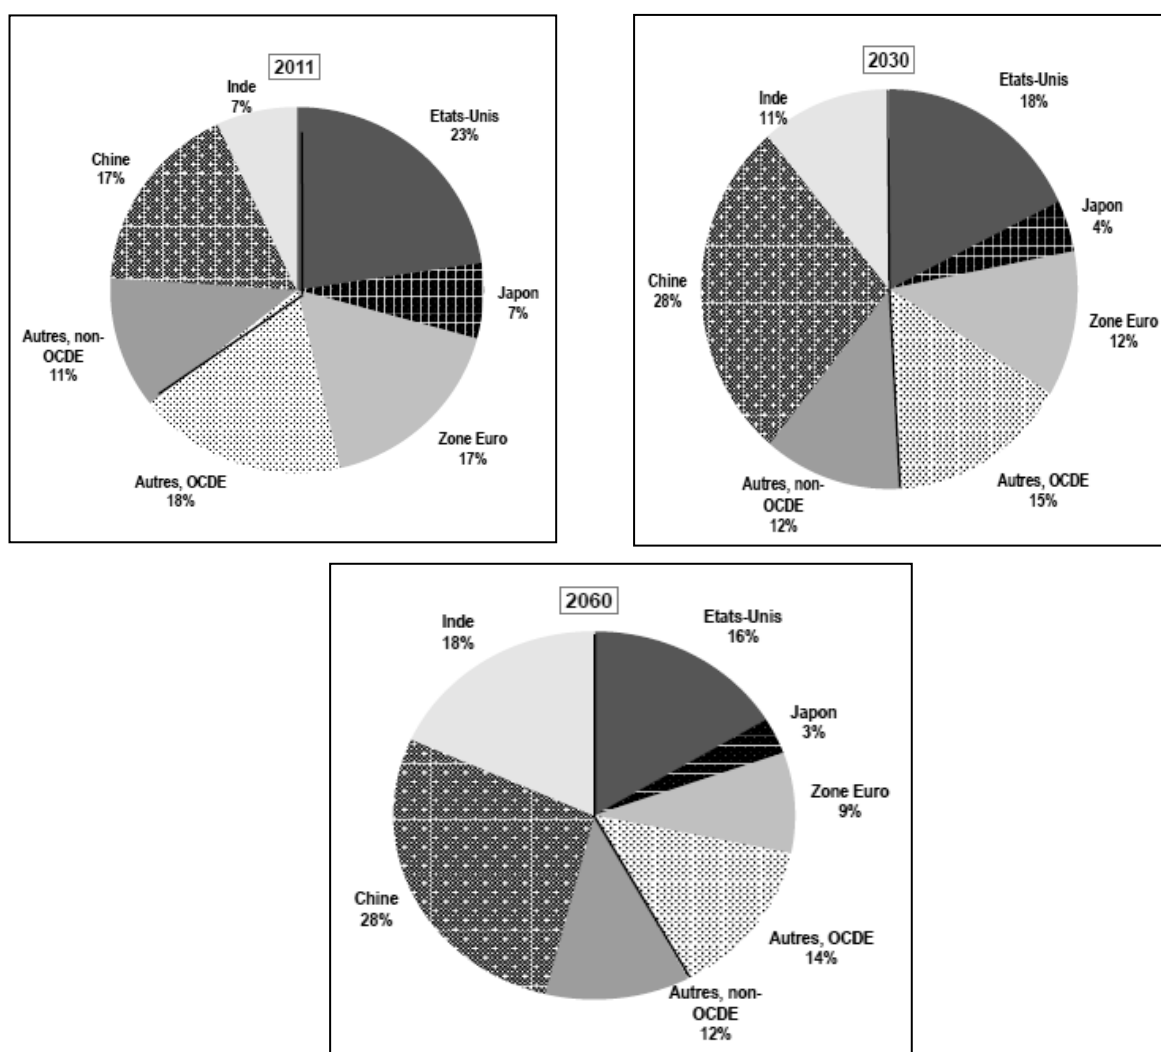 2011
Inde
7%
Etats-Unis
23%
Chine
17%
Japon
7%
Autres, non-
OCDE
11%
Zone Euro
17%
Autres, OCDE
18%
2030
Inde
11%
Etats-Unis
18%
Japon
4%
Chine
28%
Zone Euro
12%
Autres, non-
OCDE
12%
Autres, OCDE
15%
2060
Inde
18%
Etats-Unis
16%
Japon
3%
Zone Euro
9%
Chine
28%
Autres, OCDE
14%
Autres, non-
OCDE
12%